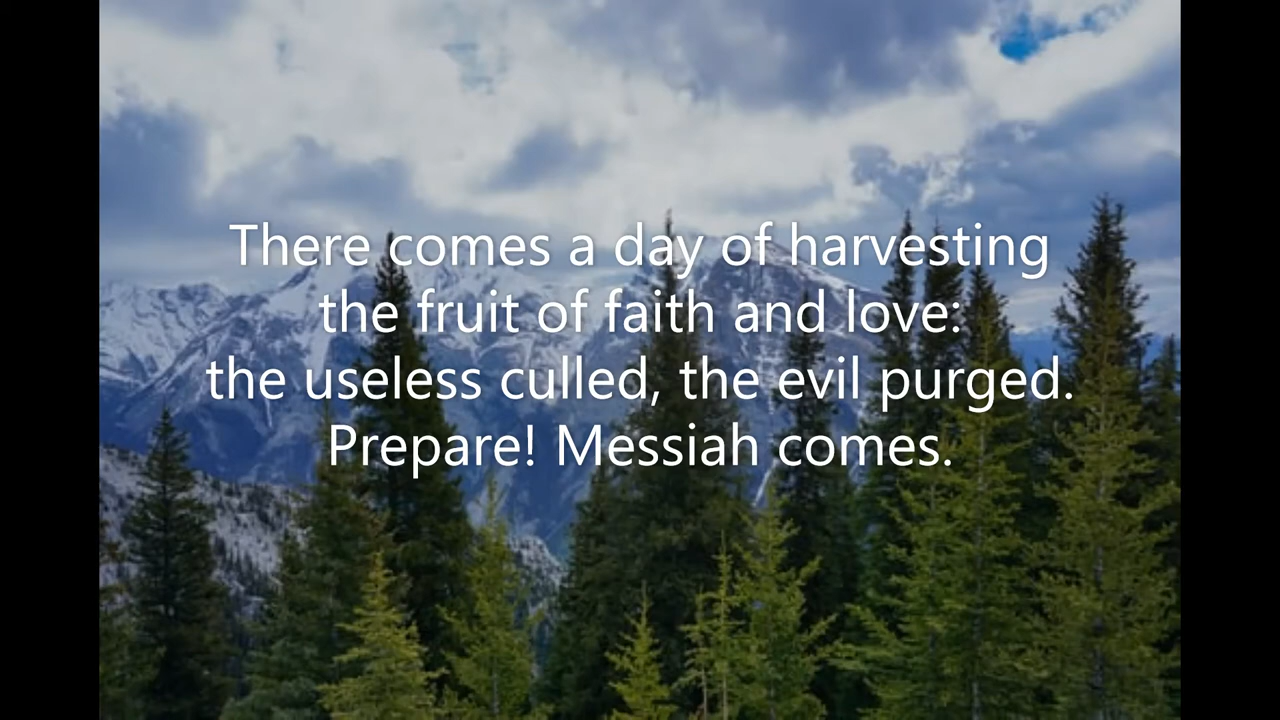 There comes a day of harvesting
the fruit of faith and love:
the useless culled, the evil purged.
Prepare! Messiah comes.